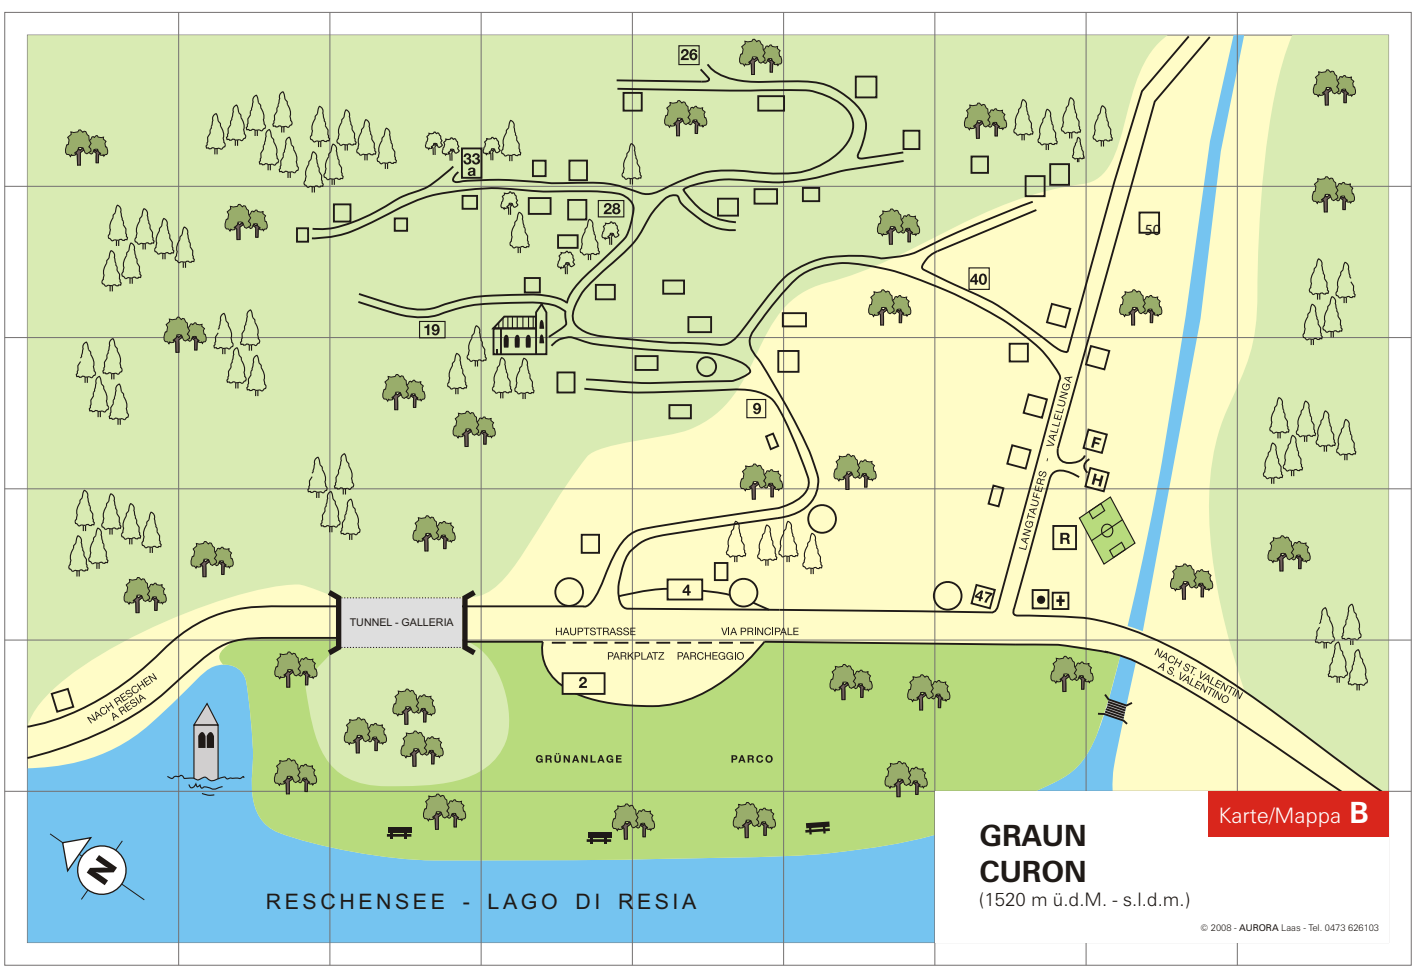 26
33
a
28
50
40
19
9
LANGTAUFERS - VALLELUNGA
F
H
R
4
47
TUNNEL - GALLERIA
HAUPTSTRASSE VIA PRINCIPALE
PARKPLATZ PARCHEGGIO
2
NACH RESCHEN
A RESIA
NACH ST. VALENTIN
A S. VALENTINO
GRÜNANLAGE PARCO
N
RESCHENSEE - LAGO DI RESIA
Karte/Mappa B
GRAUN
CURON
(1520 m ü.d.M. - s.l.d.m.)
© 2008 - AURORA Laas - Tel. 0473 626103